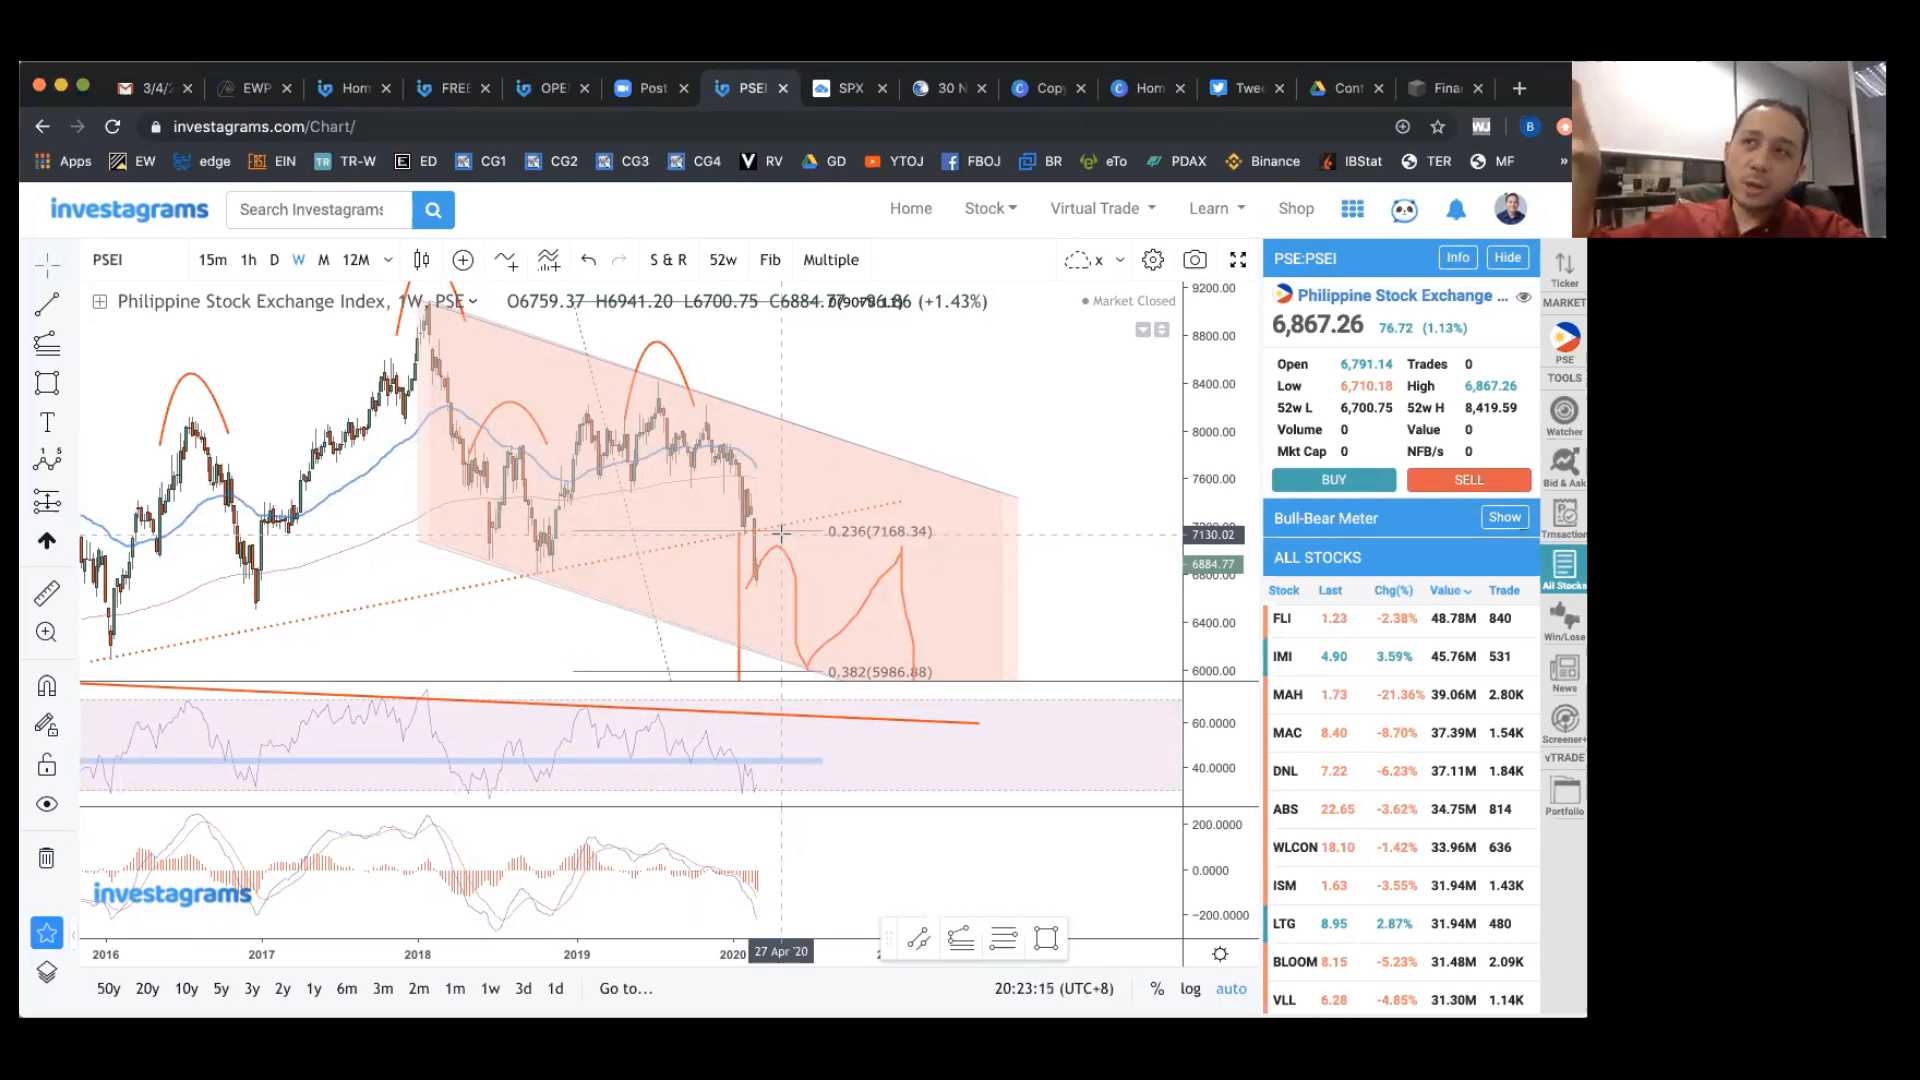 3/4/2 EWP Hom FREE OPE Post PSEI SPX 30 N Copy Hom Twe Cont Finar
investagrams.com/Chart/ WJ B
Apps EW edge EIN TR TR-W E ED CG1 CG2 CG3 CG4 V RV GD YTOJ FBOJ BR eTo PDAX Binance IBStat TER MF »
investagrams Search Investagrams Home Stock Virtual Trade Learn Shop
PSEI 15m 1h D W M 12M S & R 52w Fib Multiple x
Philippine Stock Exchange Index, 1W, PSE O6759.37 H6941.20 L6700.75 C6884.77 (+1.43%) Market Closed
9200.00
8800.00
8400.00
8000.00
7600.00
0.236(7168.34)
7130.02
6884.77
6800.00
6400.00
0.382(5986.88)
6000.00
60.0000
40.0000
200.0000
0.0000
−200.0000
investagrams
2016 2017 2018 2019 2020 27 Apr '20
50y 20y 10y 5y 3y 2y 1y 6m 3m 2m 1m 1w 3d 1d Go to... 20:23:15 (UTC+8) % log auto
T
1 5
PSE:PSEI Info Hide
Philippine Stock Exchange ...
6,867.26 76.72 (1.13%)
Open 6,791.14 Trades 0
Low 6,710.18 High 6,867.26
52w L 6,700.75 52w H 8,419.59
Volume 0 Value 0
Mkt Cap 0 NFB/s 0
BUY SELL
Bull-Bear Meter Show
ALL STOCKS
Stock Last Chg(%) Value Trade
FLI 1.23 -2.38% 48.78M 840
IMI 4.90 3.59% 45.76M 531
MAH 1.73 -21.36% 39.06M 2.80K
MAC 8.40 -8.70% 37.39M 1.54K
DNL 7.22 -6.23% 37.11M 1.84K
ABS 22.65 -3.62% 34.75M 814
WLCON 18.10 -1.42% 33.96M 636
ISM 1.63 -3.55% 31.94M 1.43K
LTG 8.95 2.87% 31.94M 480
BLOOM 8.15 -5.23% 31.48M 2.09K
VLL 6.28 -4.85% 31.30M 1.14K
Ticker
MARKET
PSE
TOOLS
Watcher
Bid & Ask
Trnsaction
All Stocks
Win/Lose
News
Screener+
vTRADE
Portfolio